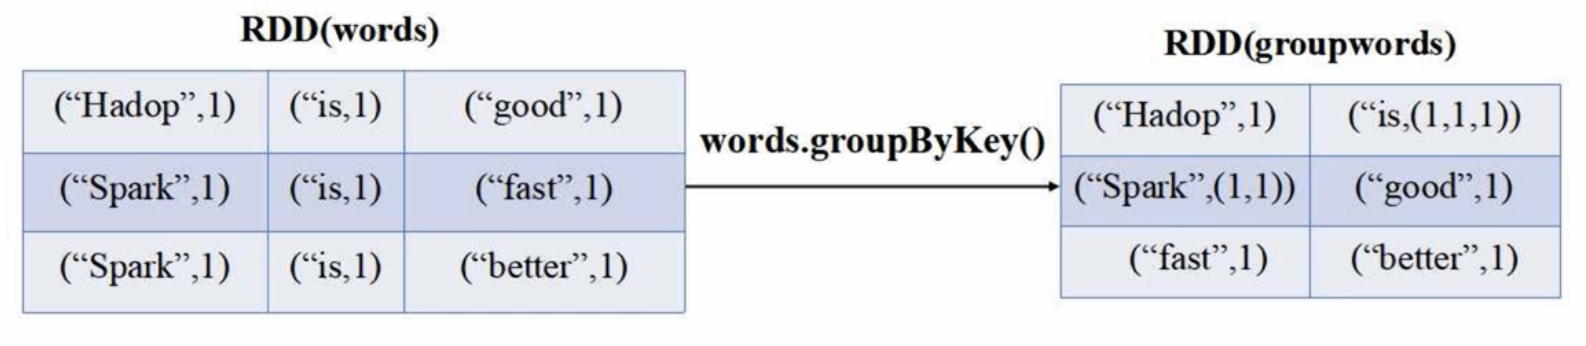 RDD(words)
(“Hadop”,1) (“is,1) (“good”,1)
(“Spark”,1) (“is,1) (“fast”,1)
(“Spark”,1) (“is,1) (“better”,1)
words.groupByKey()
RDD(groupwords)
(“Hadop”,1) (“is,(1,1,1))
(“Spark”,(1,1)) (“good”,1)
(“fast”,1) (“better”,1)